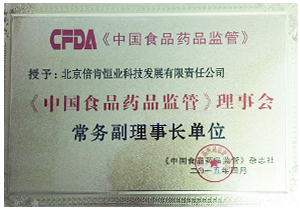 CFDA《中国食品药品监管》
授予：北京倍肯恒业科技发展有限责任公司
《中国食品药品监管》理事会
常务副理事长单位
《中国食品药品监管》杂志社
二〇一五年四月